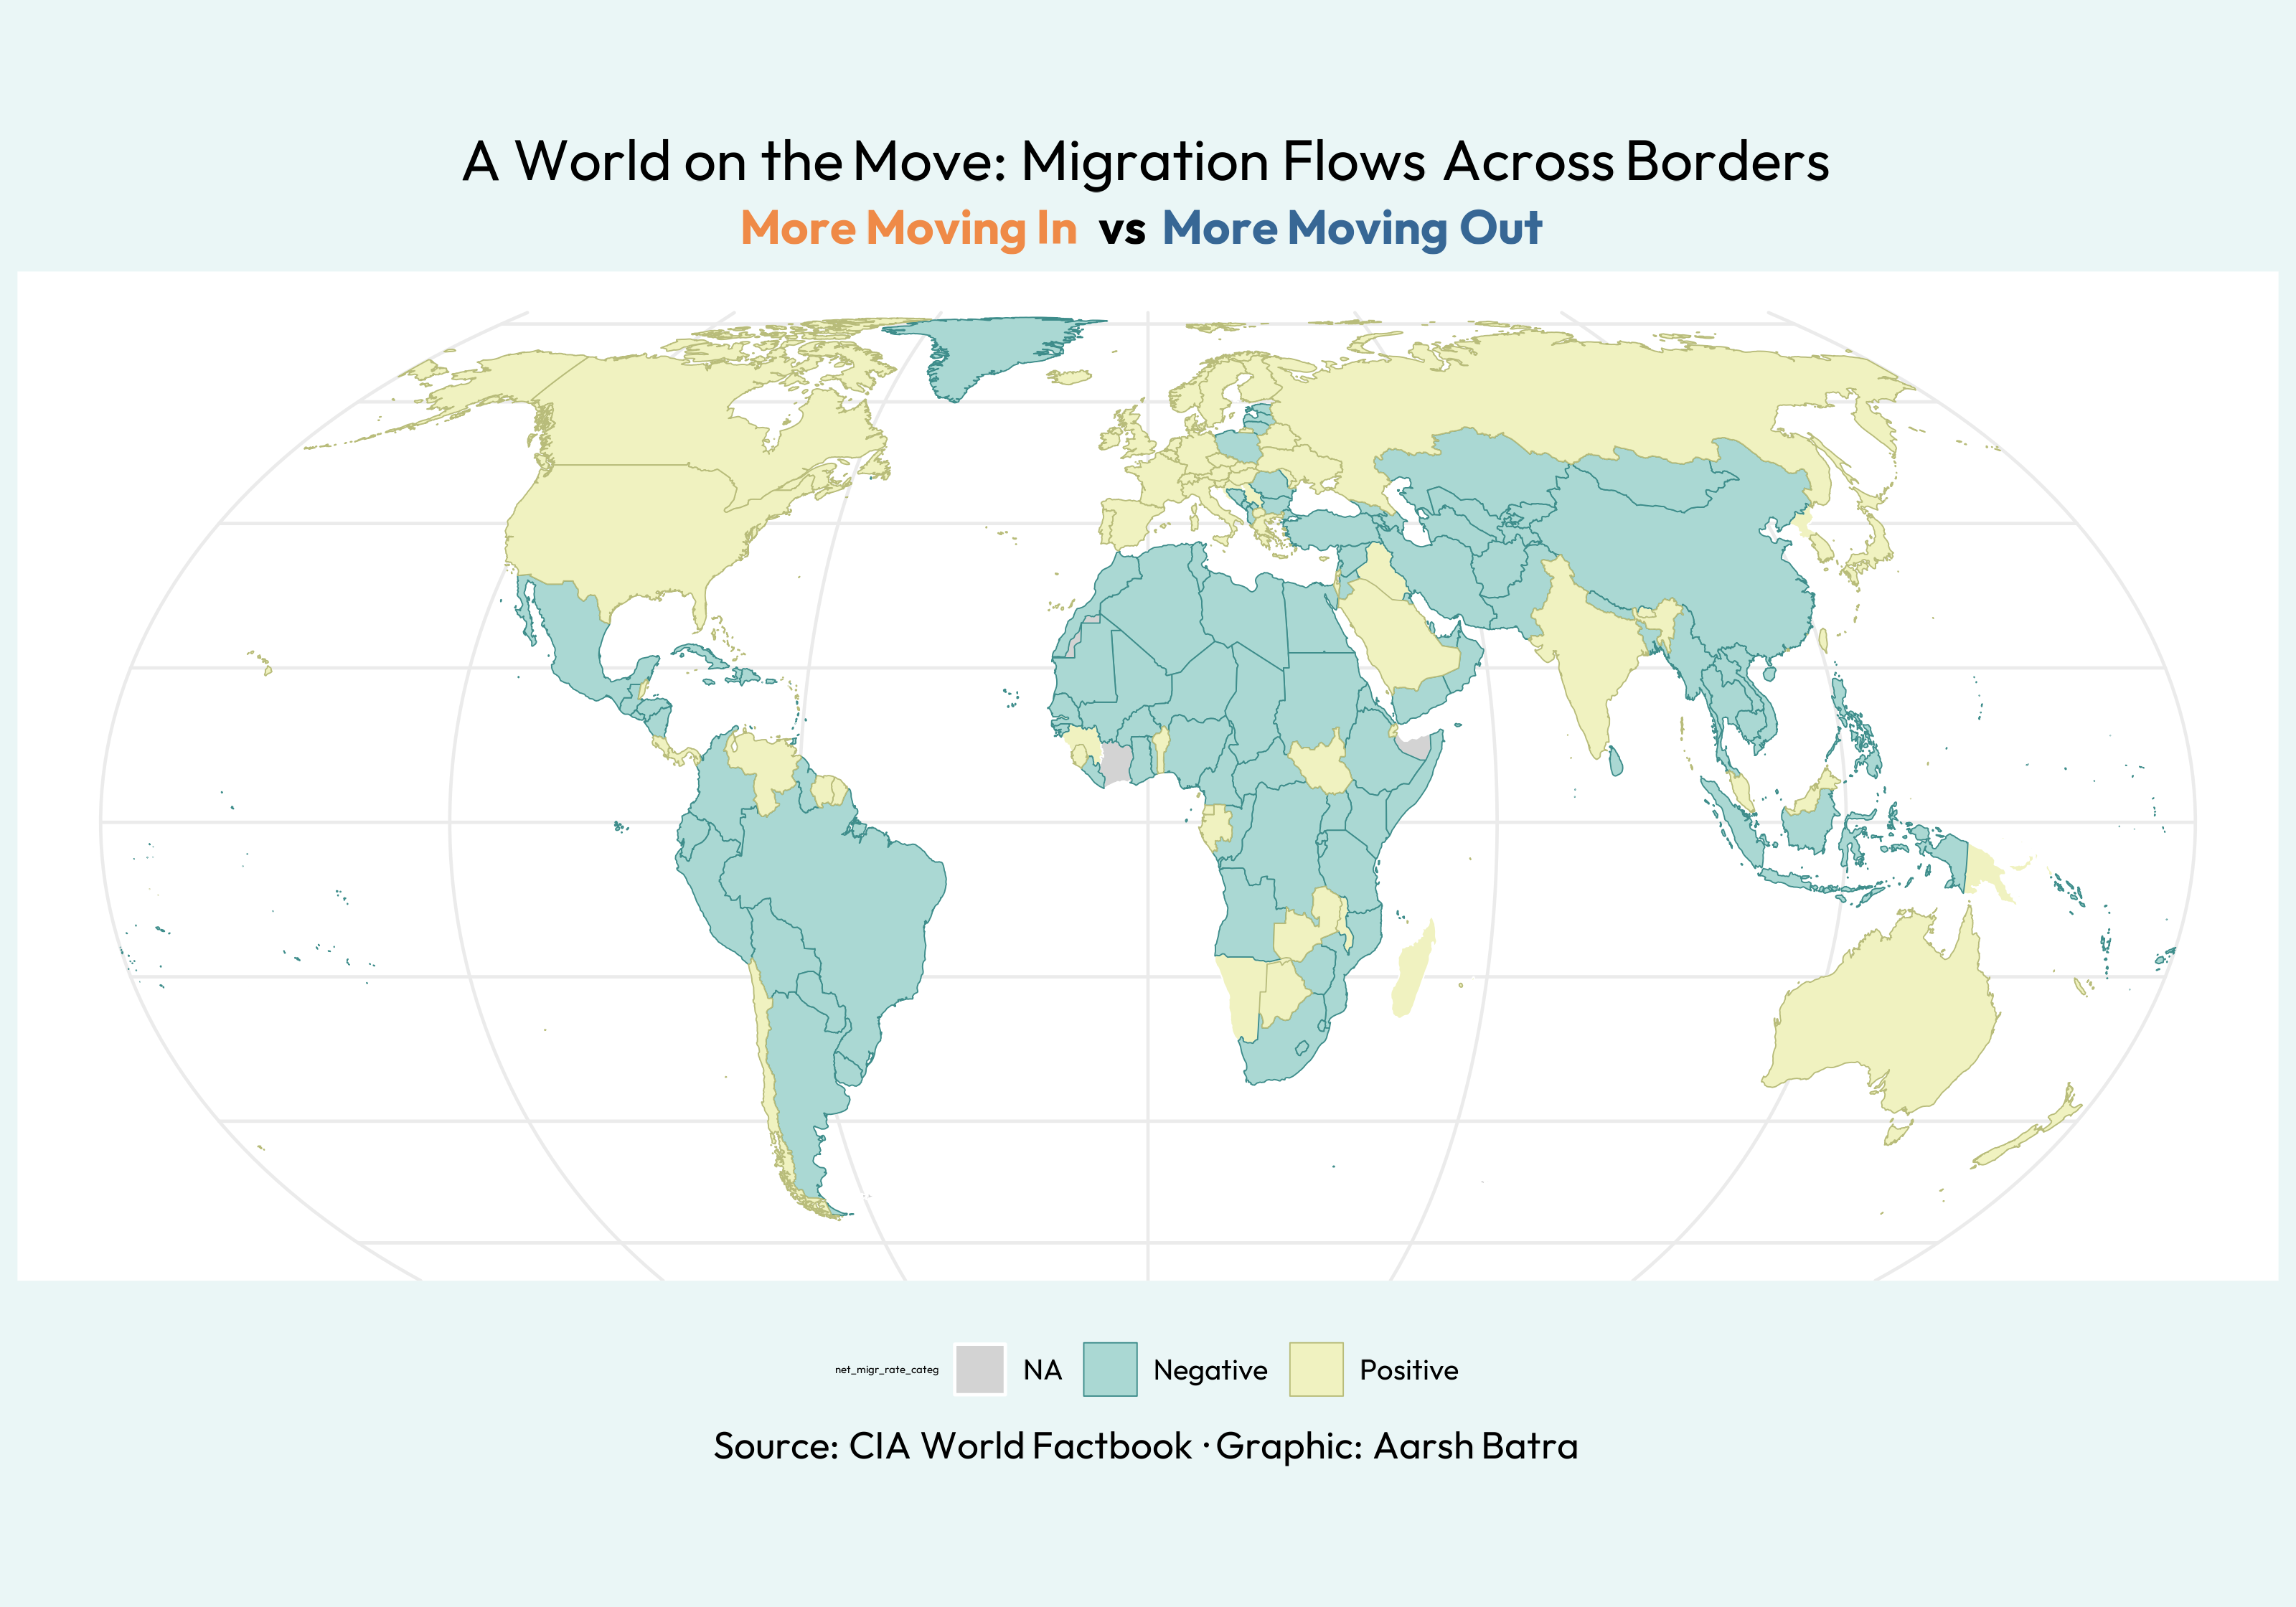 A World on the Move: Migration Flows Across Borders
More Moving In vs More Moving Out
net_migr_rate_categ NA Negative Positive
Source: CIA World Factbook · Graphic: Aarsh Batra